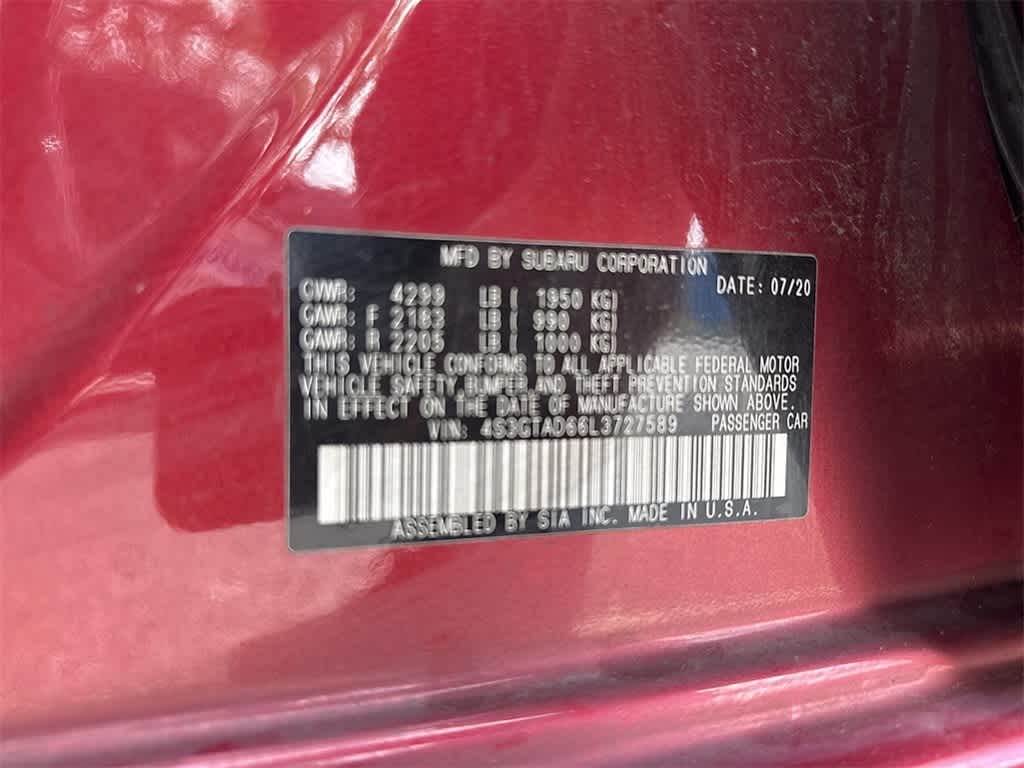 MFD BY SUBARU CORPORATION
DATE: 07/20
GVWR: 4299 LB ( 1950 KG)
GAWR: F 2183 LB ( 990 KG)
GAWR: R 2205 LB ( 1000 KG)
THIS VEHICLE CONFORMS TO ALL APPLICABLE FEDERAL MOTOR
VEHICLE SAFETY BUMPER AND THEFT PREVENTION STANDARDS
IN EFFECT ON THE DATE OF MANUFACTURE SHOWN ABOVE.
VIN: 4S3GTAD66L3727589 PASSENGER CAR
ASSEMBLED BY SIA INC. MADE IN U.S.A.